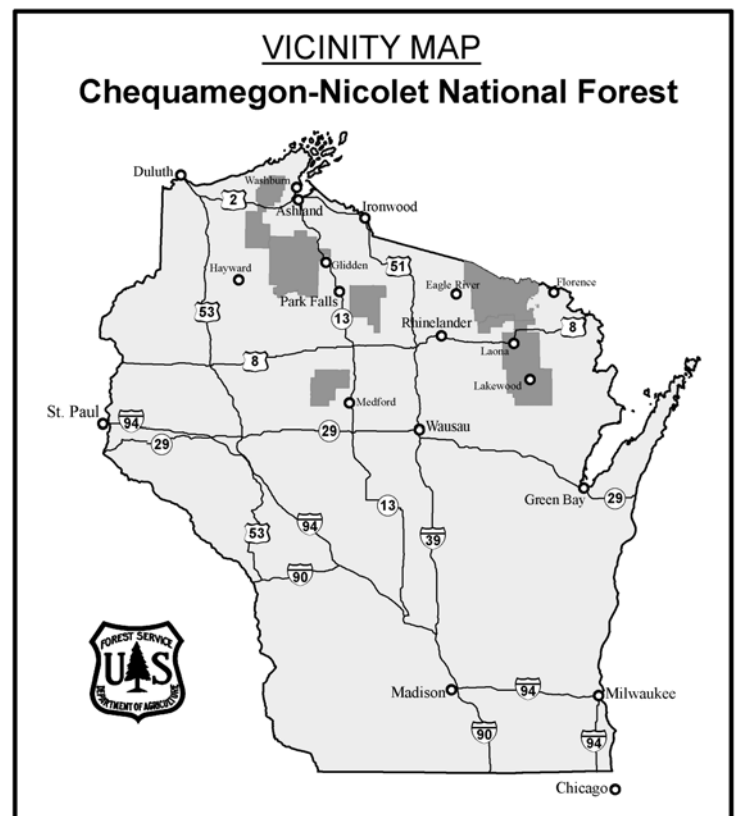 VICINITY MAP
Chequamegon-Nicolet National Forest
Duluth
Washburn
2
Ashland
Ironwood
Hayward
Glidden
51
Eagle River
Florence
Park Falls
53
13
Rhinelander
8
8
Laona
Lakewood
Medford
St. Paul
94
29
29
Wausau
Green Bay
29
13
94
53
39
90
FOREST SERVICE
U S
DEPARTMENT OF AGRICULTURE
Madison
94
Milwaukee
90
94
Chicago